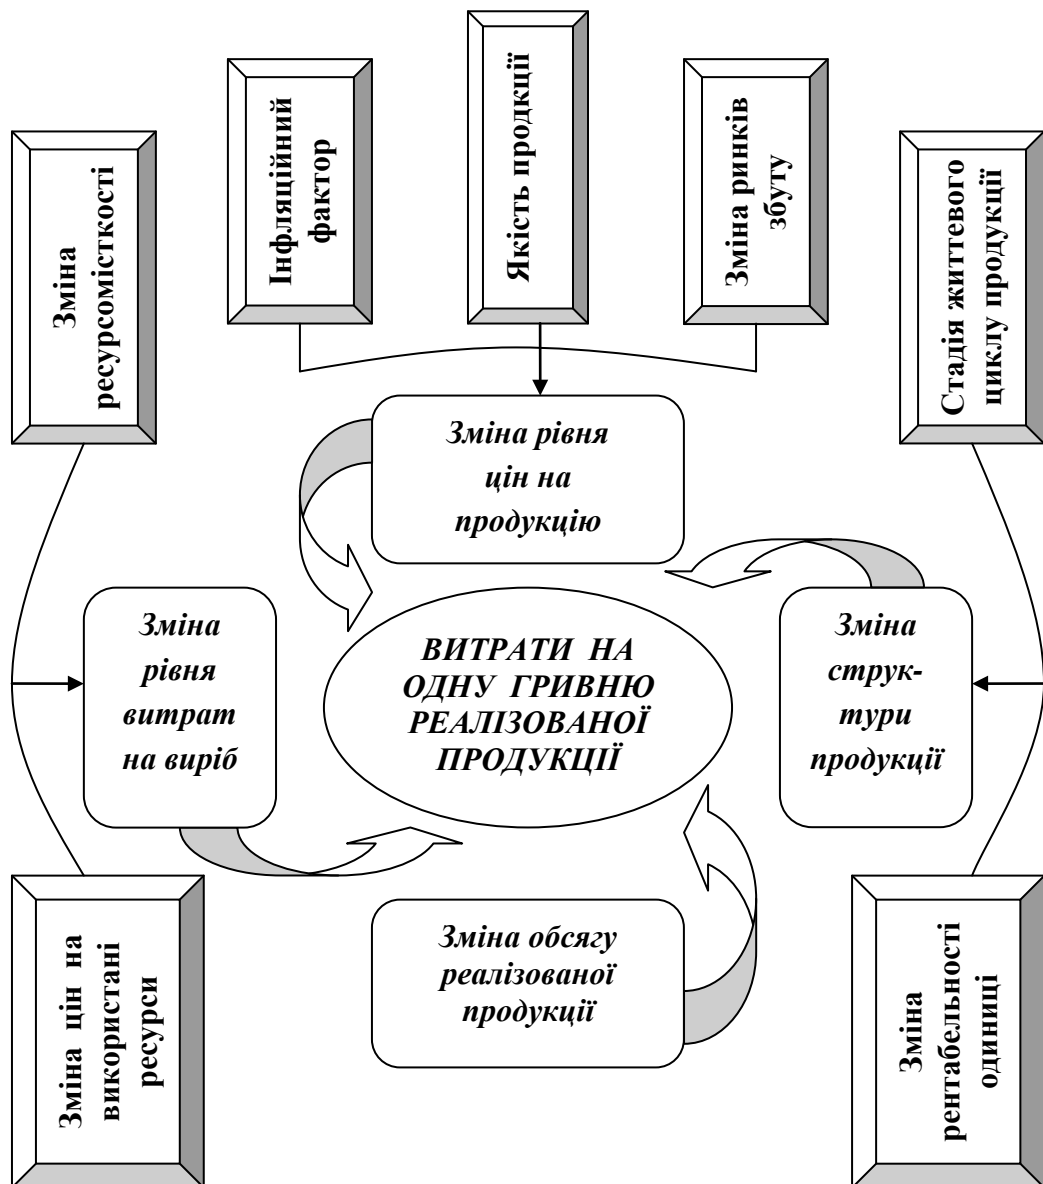 Зміна
ресурсомісткості
Інфляційний
фактор
Якість продкції
Зміна ринків
збуту
Стадія життєвого
циклу продукції
Зміна рівня
цін на
продукцію
Зміна
рівня
витрат
на виріб
ВИТРАТИ НА
ОДНУ ГРИВНЮ
РЕАЛІЗОВАНОЇ
ПРОДУКЦІЇ
Зміна
струк-
тури
продукції
Зміна цін на
використані
ресурси
Зміна обсягу
реалізованої
продукції
Зміна
рентабельності
одиниці